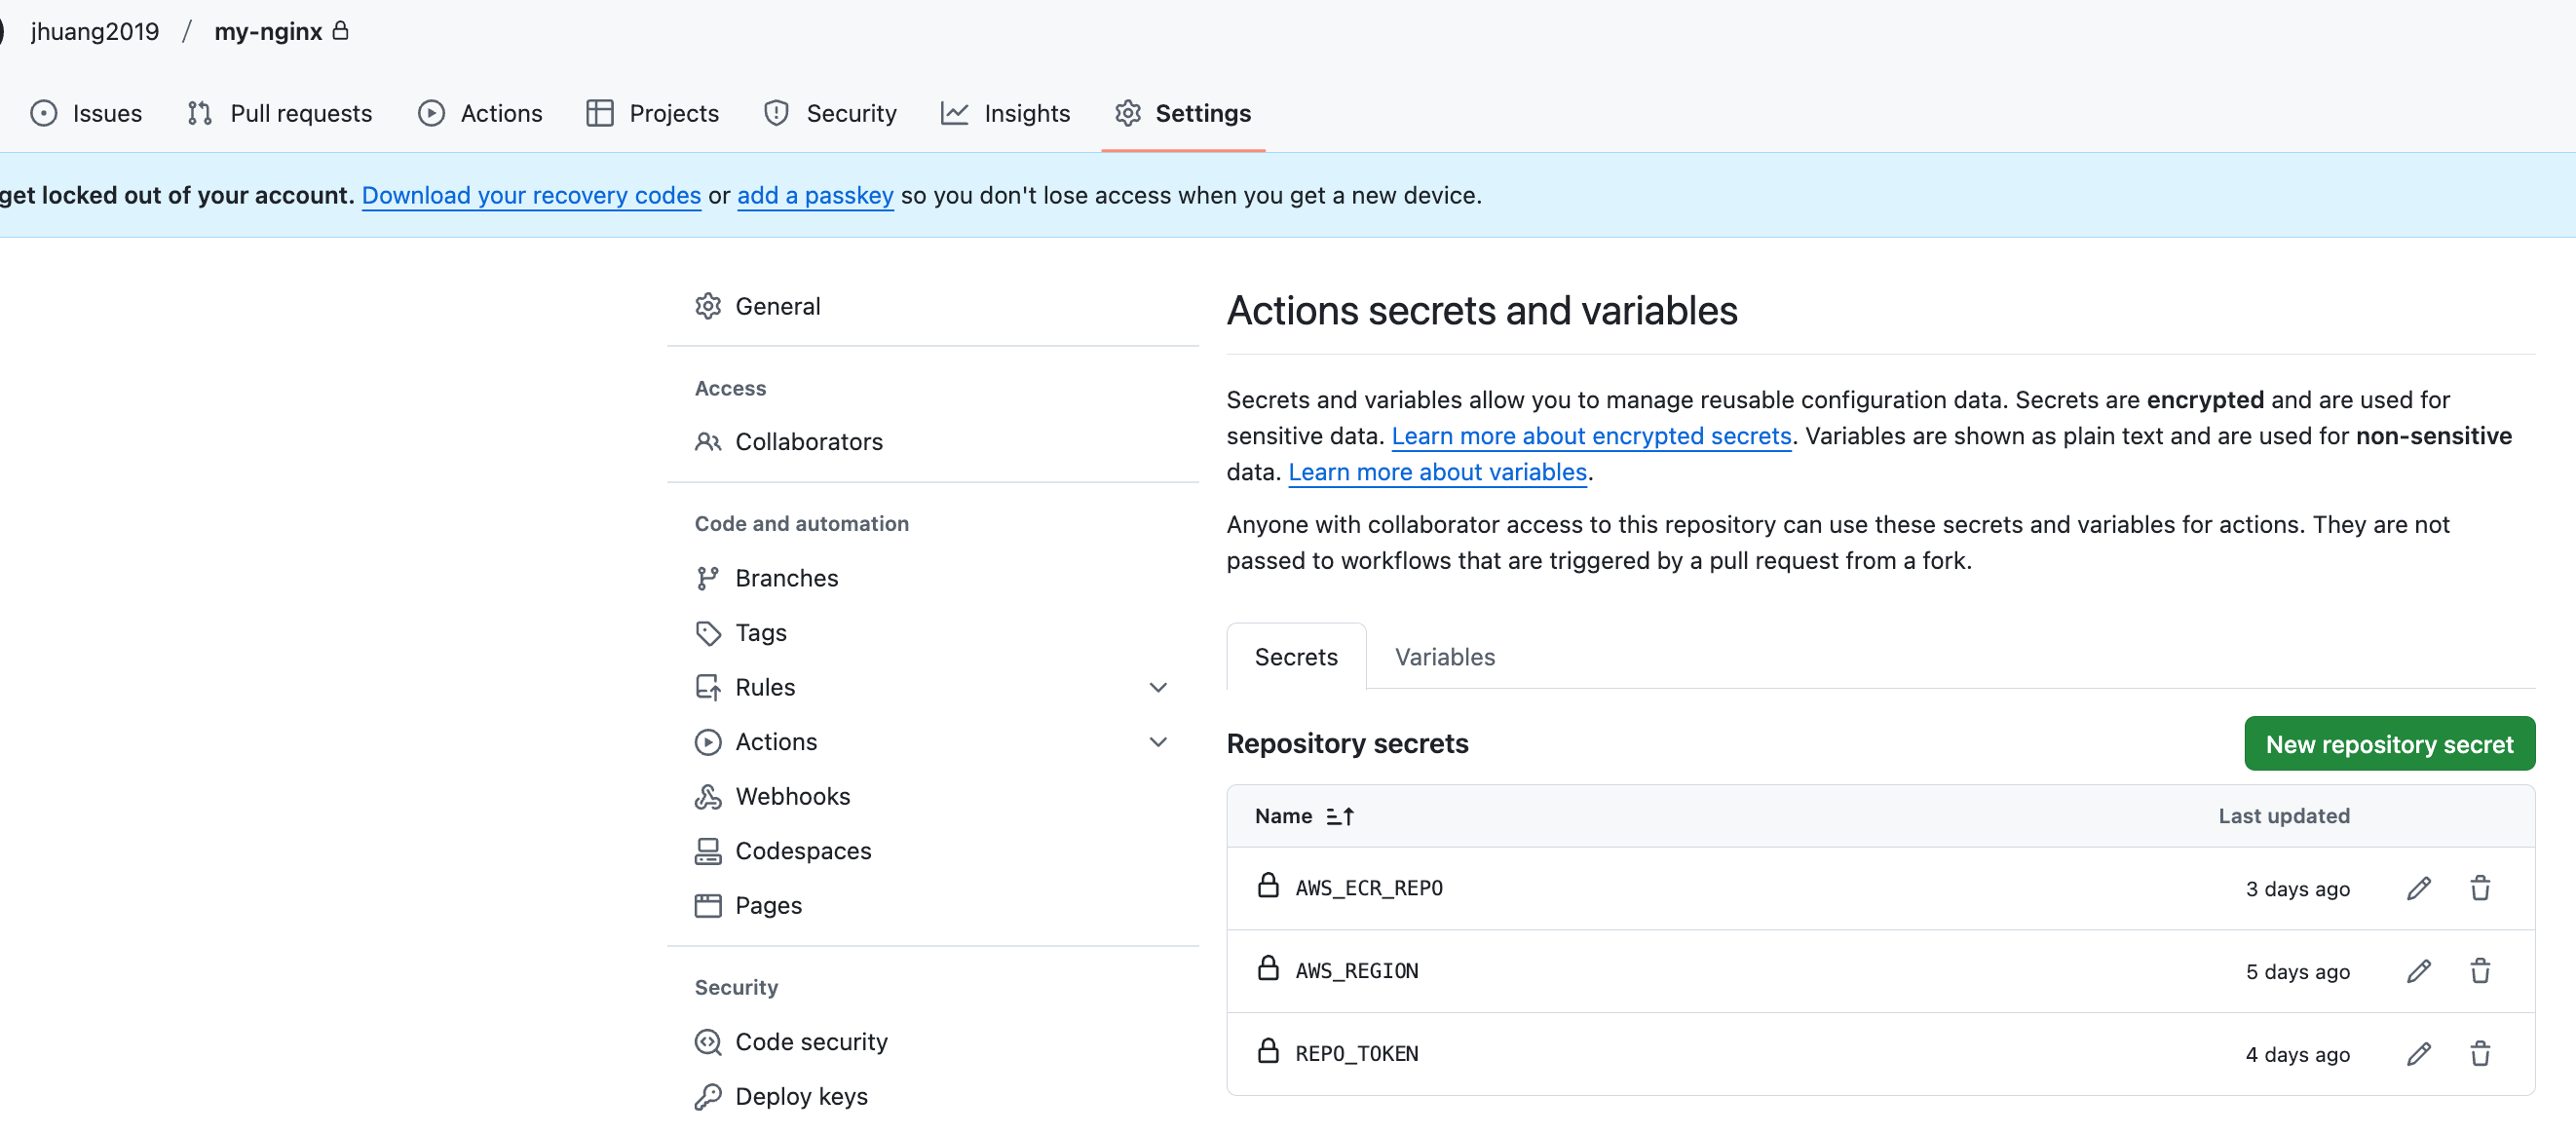 jhuang2019 / my-nginx
Issues Pull requests Actions Projects Security Insights Settings
get locked out of your account. Download your recovery codes or add a passkey so you don't lose access when you get a new device.
General
Access
Collaborators
Code and automation
Branches
Tags
Rules
Actions
Webhooks
Codespaces
Pages
Security
Code security
Deploy keys
Actions secrets and variables
Secrets and variables allow you to manage reusable configuration data. Secrets are encrypted and are used for
sensitive data. Learn more about encrypted secrets. Variables are shown as plain text and are used for non-sensitive
data. Learn more about variables.
Anyone with collaborator access to this repository can use these secrets and variables for actions. They are not
passed to workflows that are triggered by a pull request from a fork.
Secrets Variables
Repository secrets New repository secret
Name Last updated
AWS_ECR_REPO 3 days ago
AWS_REGION 5 days ago
REPO_TOKEN 4 days ago